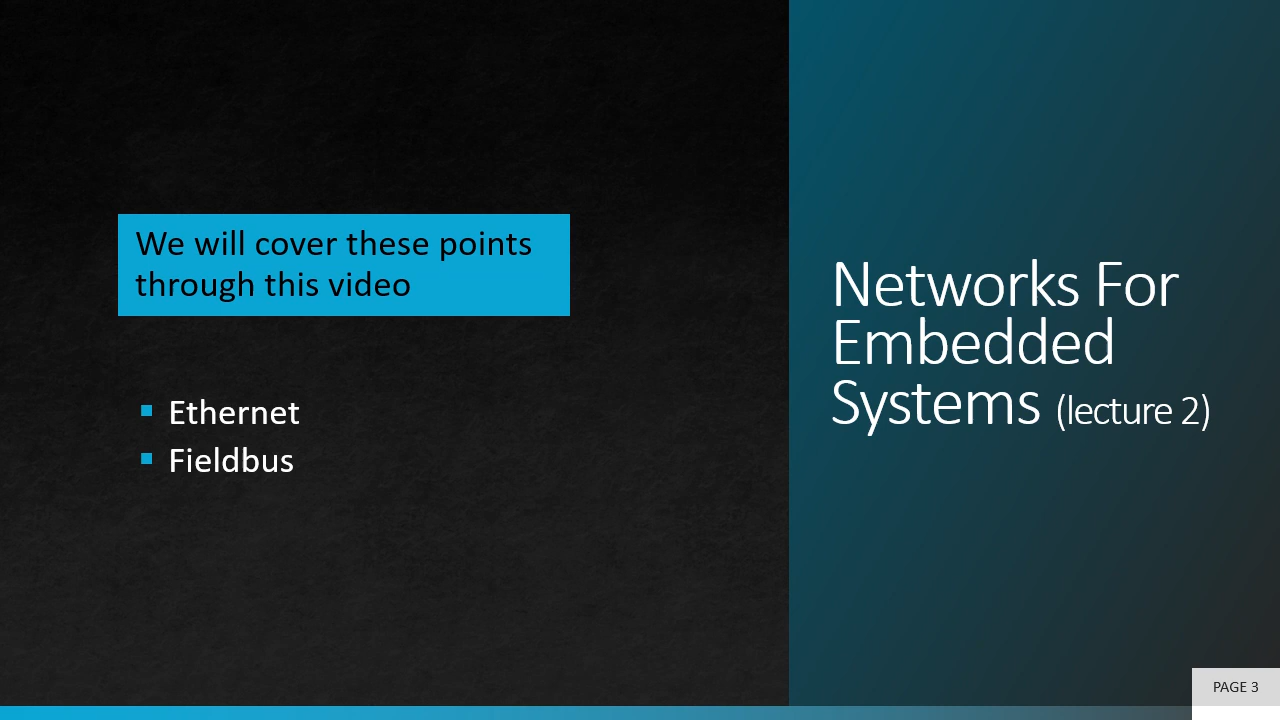 We will cover these points
through this video
Ethernet
Fieldbus
Networks For
Embedded
Systems (lecture 2)
PAGE 3